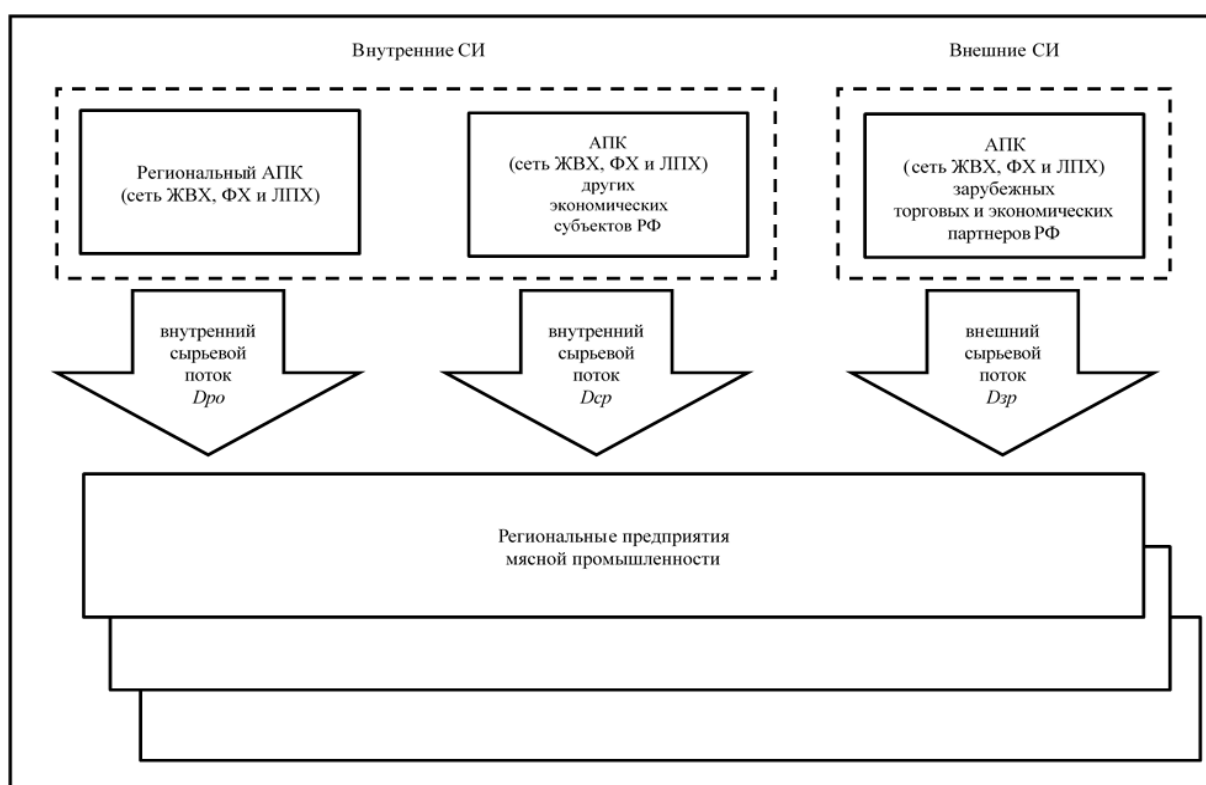 Внутренние СИ
Внешние СИ
Региональный АПК
(сеть ЖВХ, ФХ и ЛПХ)
АПК
(сеть ЖВХ, ФХ и ЛПХ)
других
экономических
субъектов РФ
АПК
(сеть ЖВХ, ФХ и ЛПХ)
зарубежных
торговых и экономических
партнеров РФ
внутренний
сырьевой
поток
Dро
внутренний
сырьевой
поток
Dср
внешний
сырьевой
поток
Dзр
Региональные предприятия
мясной промышленности